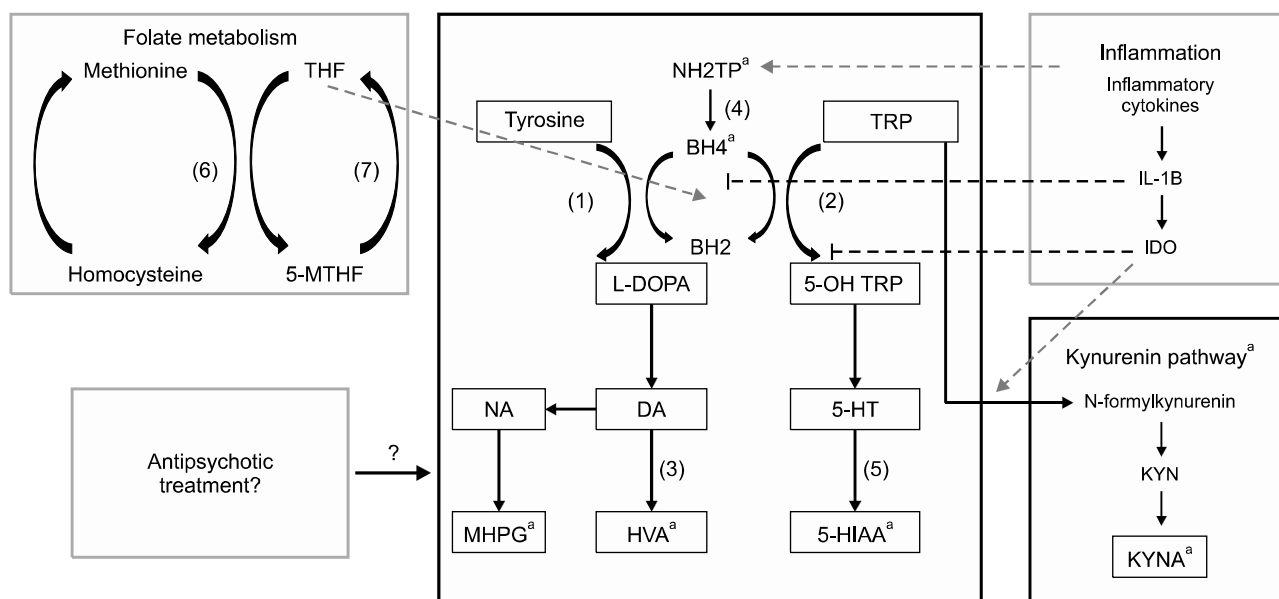 Folate metabolism
Methionine
THF
(6)
(7)
Homocysteine
5-MTHF
Antipsychotic
treatment?
?
NH2TPa
(4)
Tyrosine
TRP
BH4a
(1)
(2)
BH2
L-DOPA
5-OH TRP
NA
DA
5-HT
(3)
(5)
MHPGa
HVAa
5-HIAAa
Inflammation
Inflammatory
cytokines
IL-1B
IDO
Kynurenin pathwaya
N-formylkynurenin
KYN
KYNAa